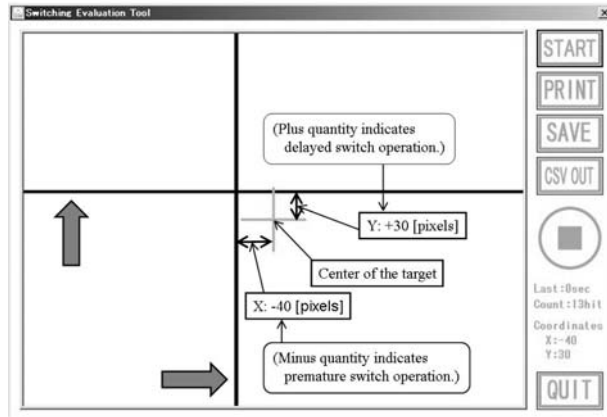 Switching Evaluation Tool
START
PRINT
SAVE
CSV OUT
(Plus quantity indicates
delayed switch operation.)
Y: +30 [pixels]
Center of the target
X: -40 [pixels]
(Minus quantity indicates
premature switch operation.)
Last:0sec
Count:13hit
Coordinates
X:-40
Y:30
QUIT